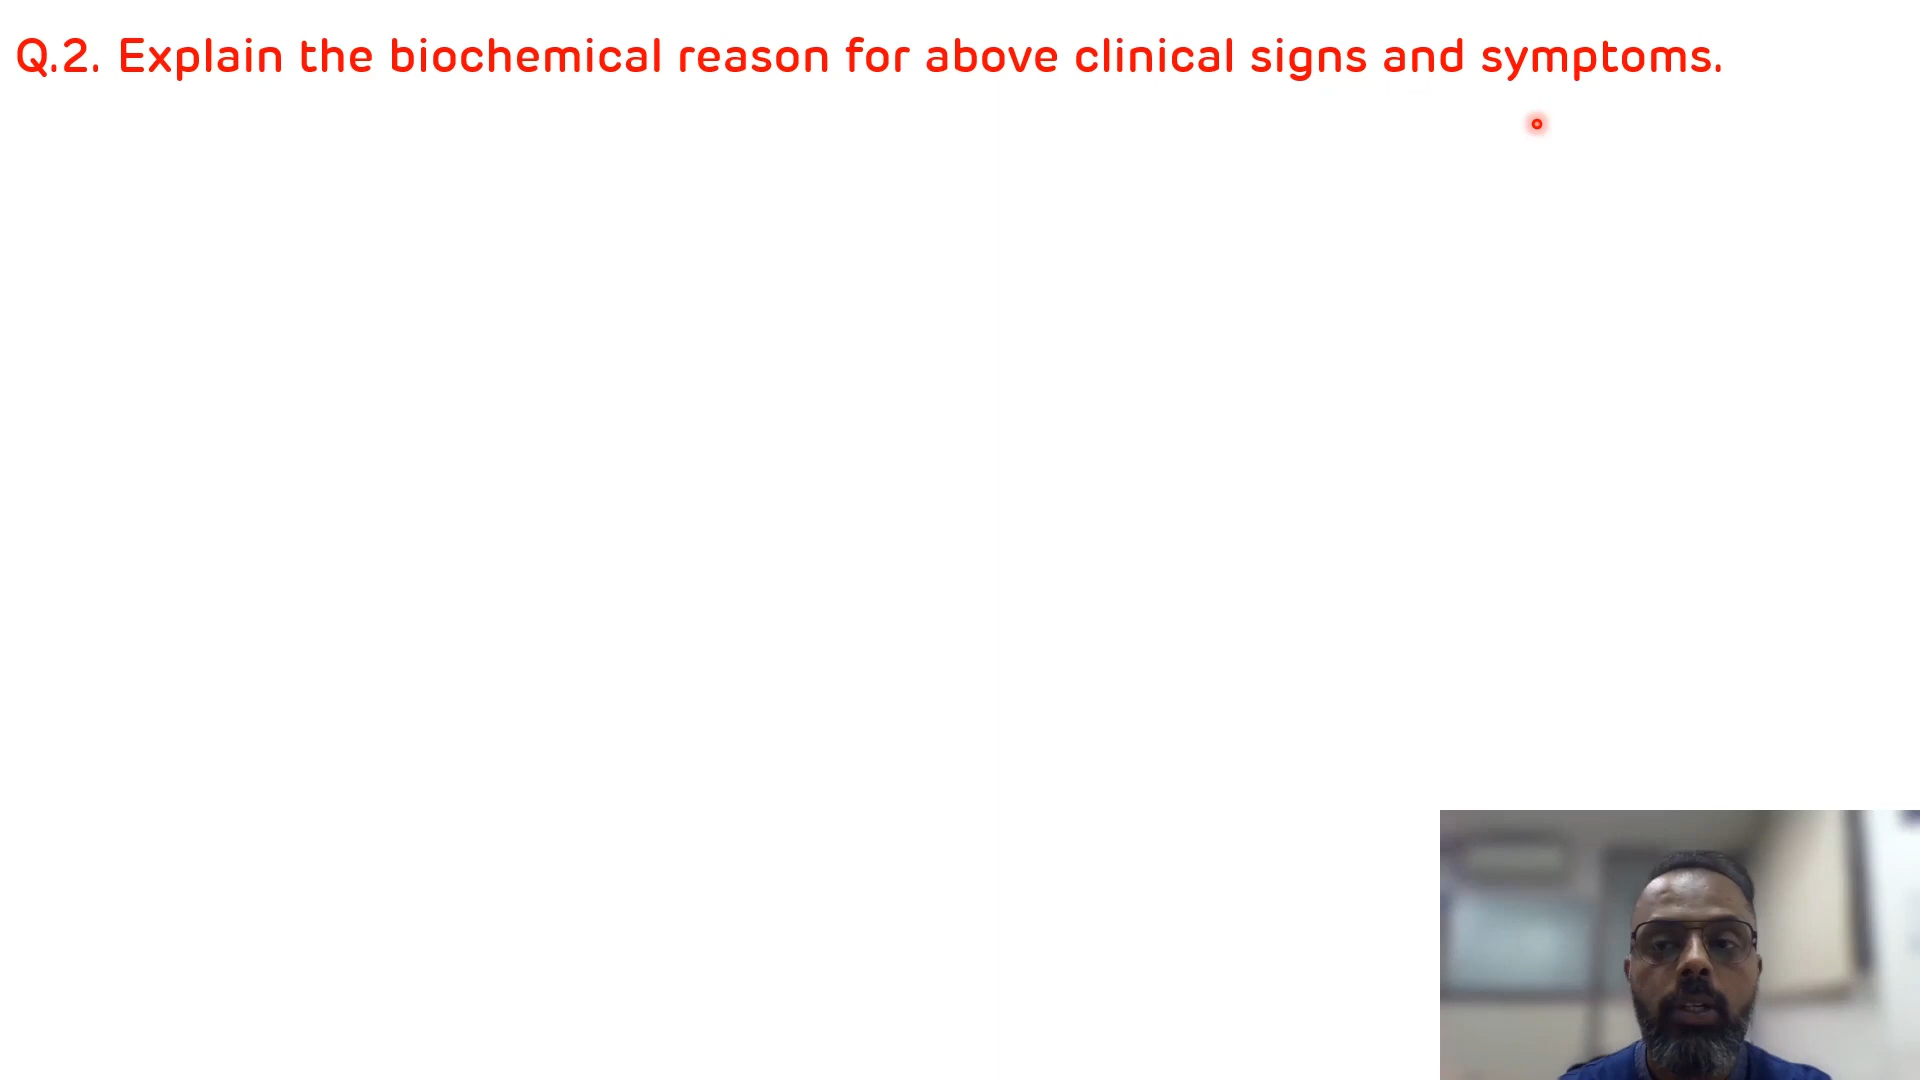 Q.2. Explain the biochemical reason for above clinical signs and symptoms.